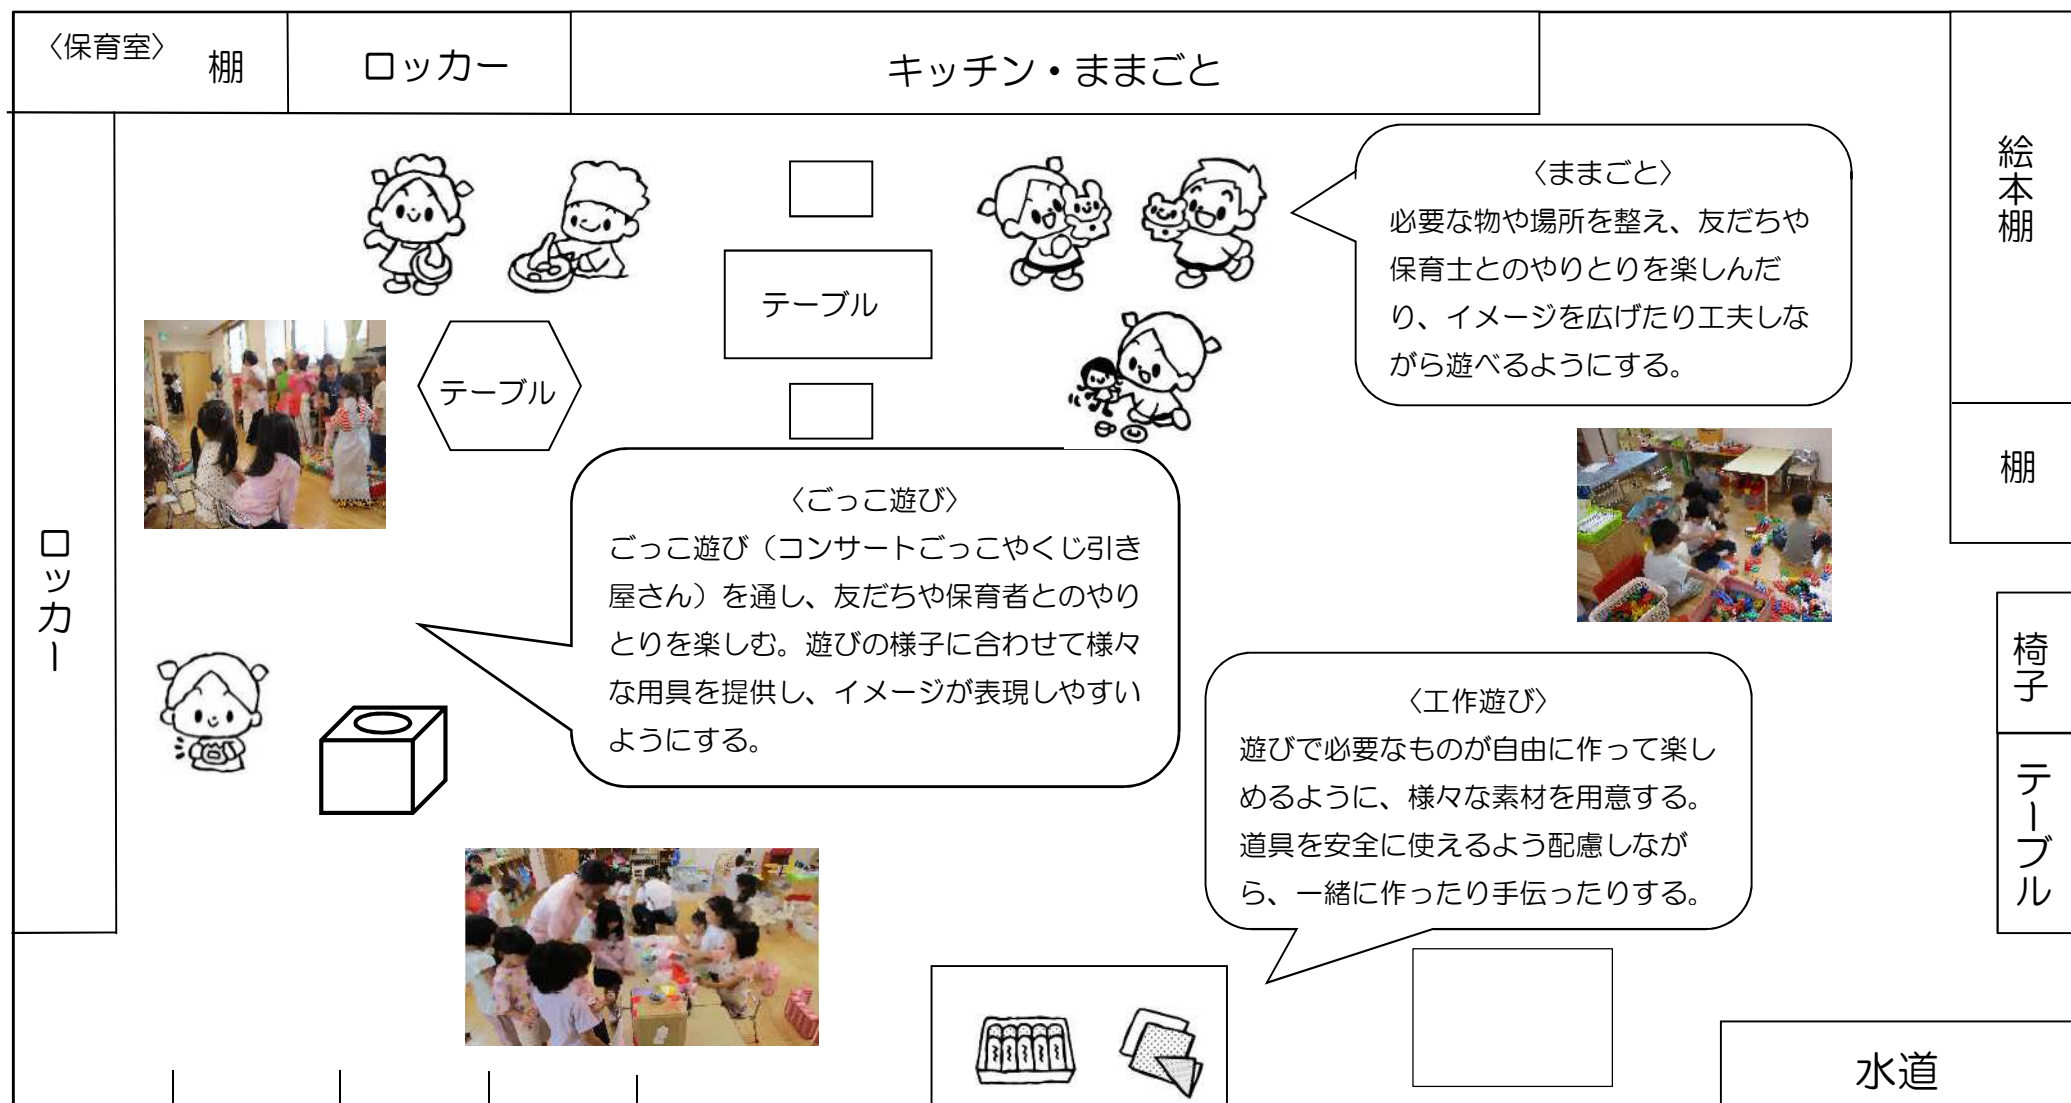 〈保育室〉
棚
ロッカー
キッチン・ままごと
絵本棚
〈ままごと〉
必要な物や場所を整え、友だちや
保育士とのやりとりを楽しんだ
り、イメージを広げたり工夫しな
がら遊べるようにする。
テーブル
テーブル
棚
ロッカー
〈ごっこ遊び〉
ごっこ遊び（コンサートごっこやくじ引き
屋さん）を通し、友だちや保育者とのやり
とりを楽しむ。遊びの様子に合わせて様々
な用具を提供し、イメージが表現しやすい
ようにする。
椅子
〈工作遊び〉
遊びで必要なものが自由に作って楽し
めるように、様々な素材を用意する。
道具を安全に使えるよう配慮しなが
ら、一緒に作ったり手伝ったりする。
テーブル
水道